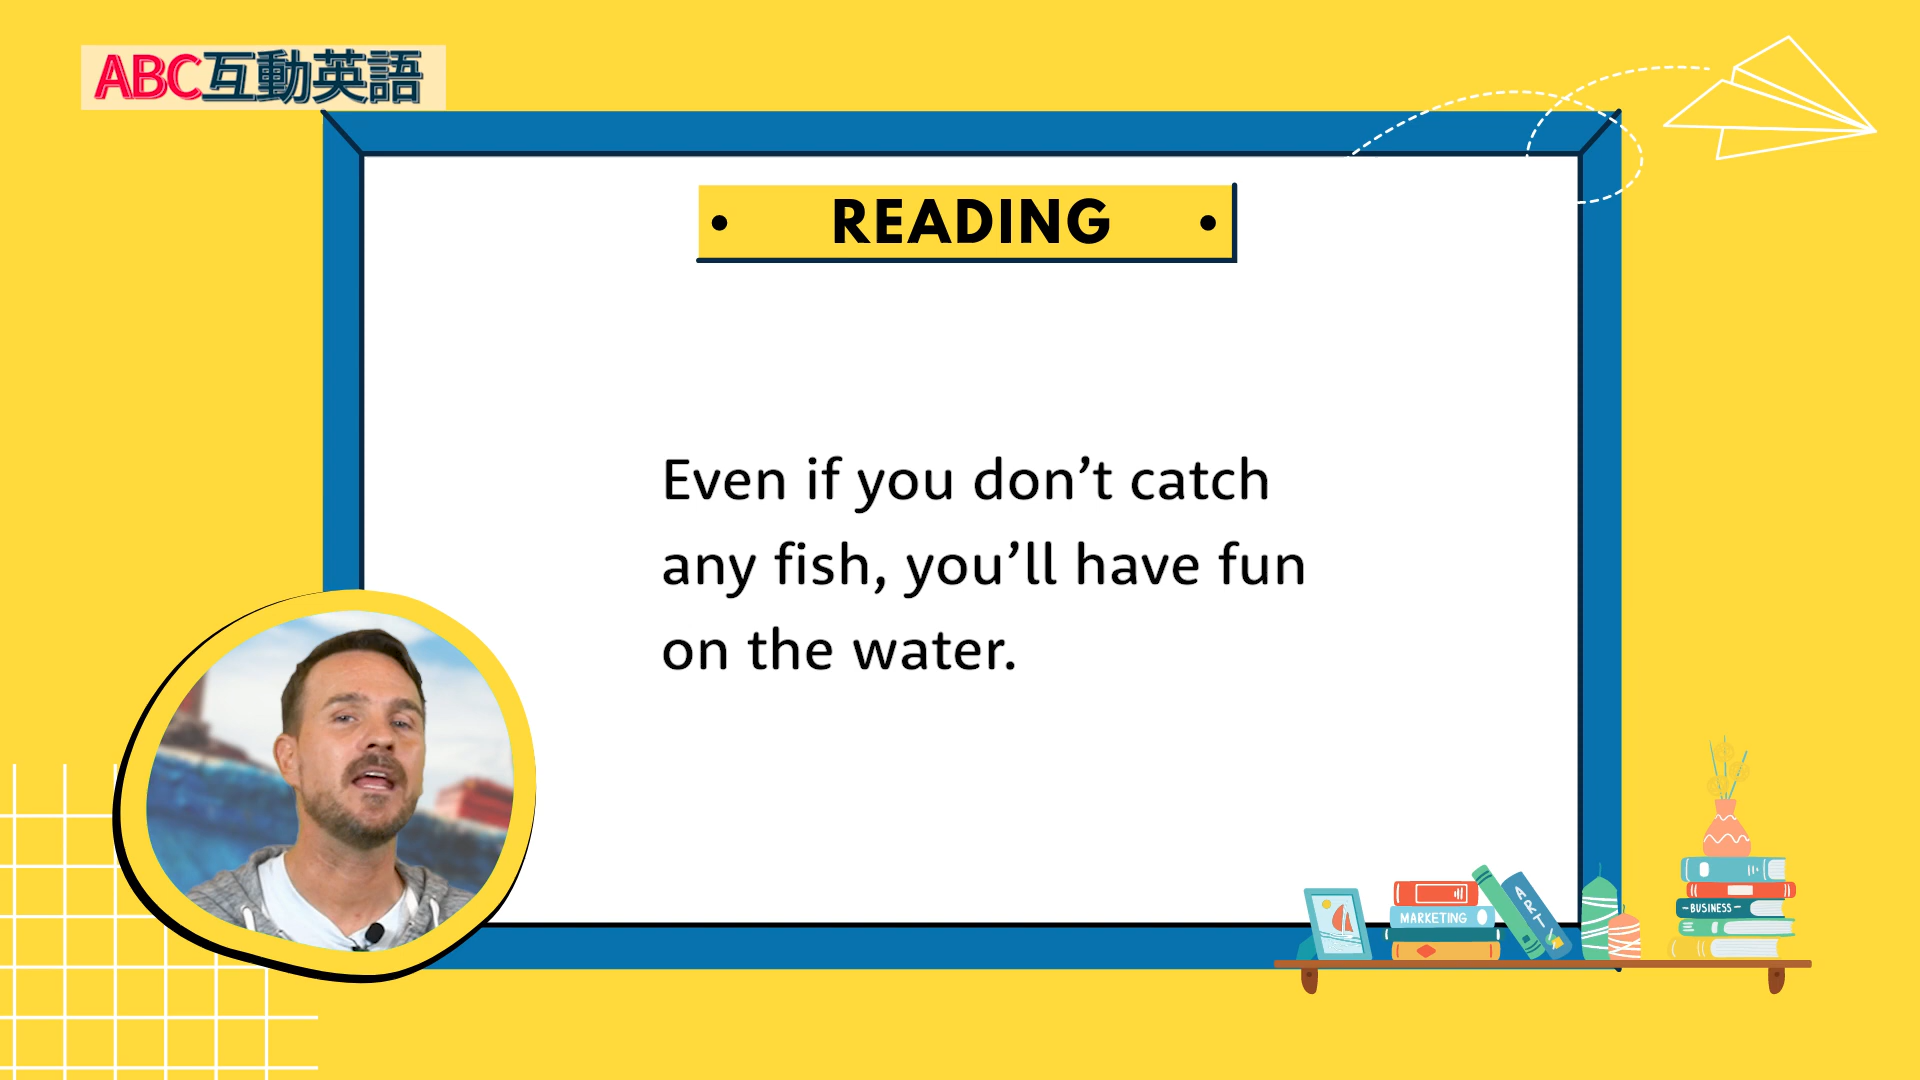 ABC互動英語
READING
Even if you don’t catch
any fish, you’ll have fun
on the water.
MARKETING
ART
BUSINESS